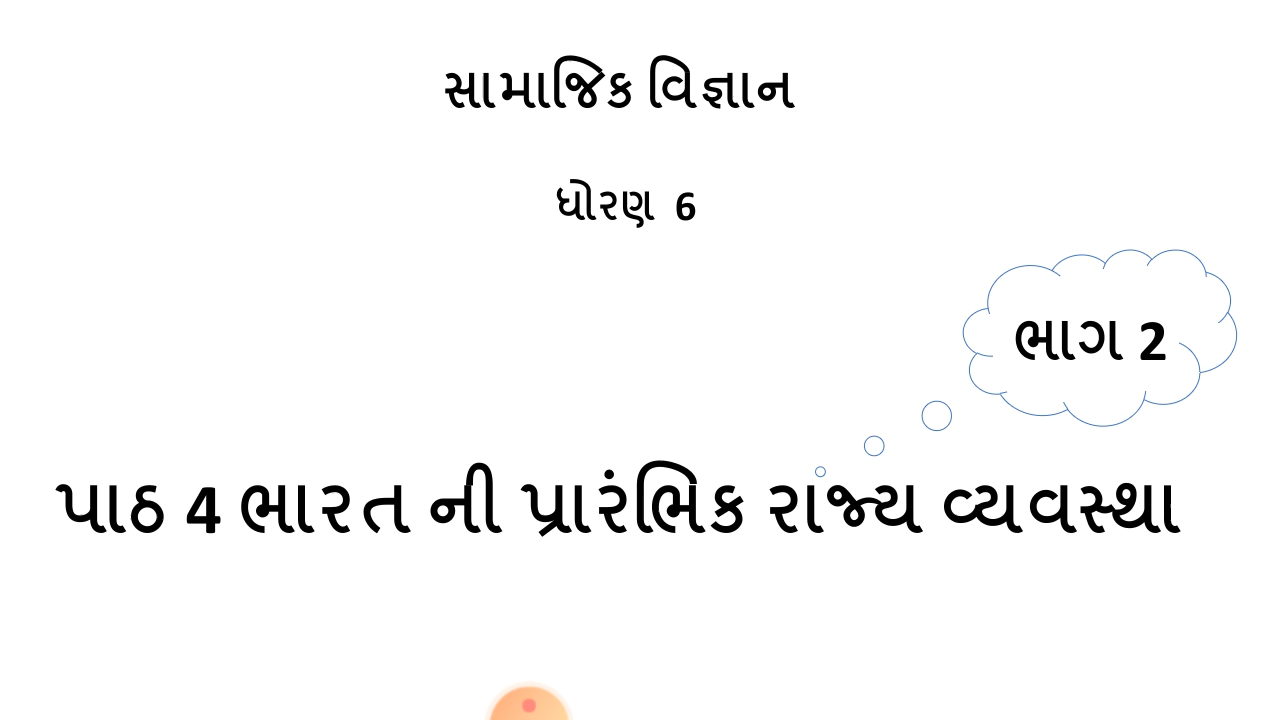 સામાજિક વિજ્ઞાન
ધોરણ 6
ભાગ 2
પાઠ 4 ભારત ની પ્રારંભિક રાજ્ય વ્યવસ્થા